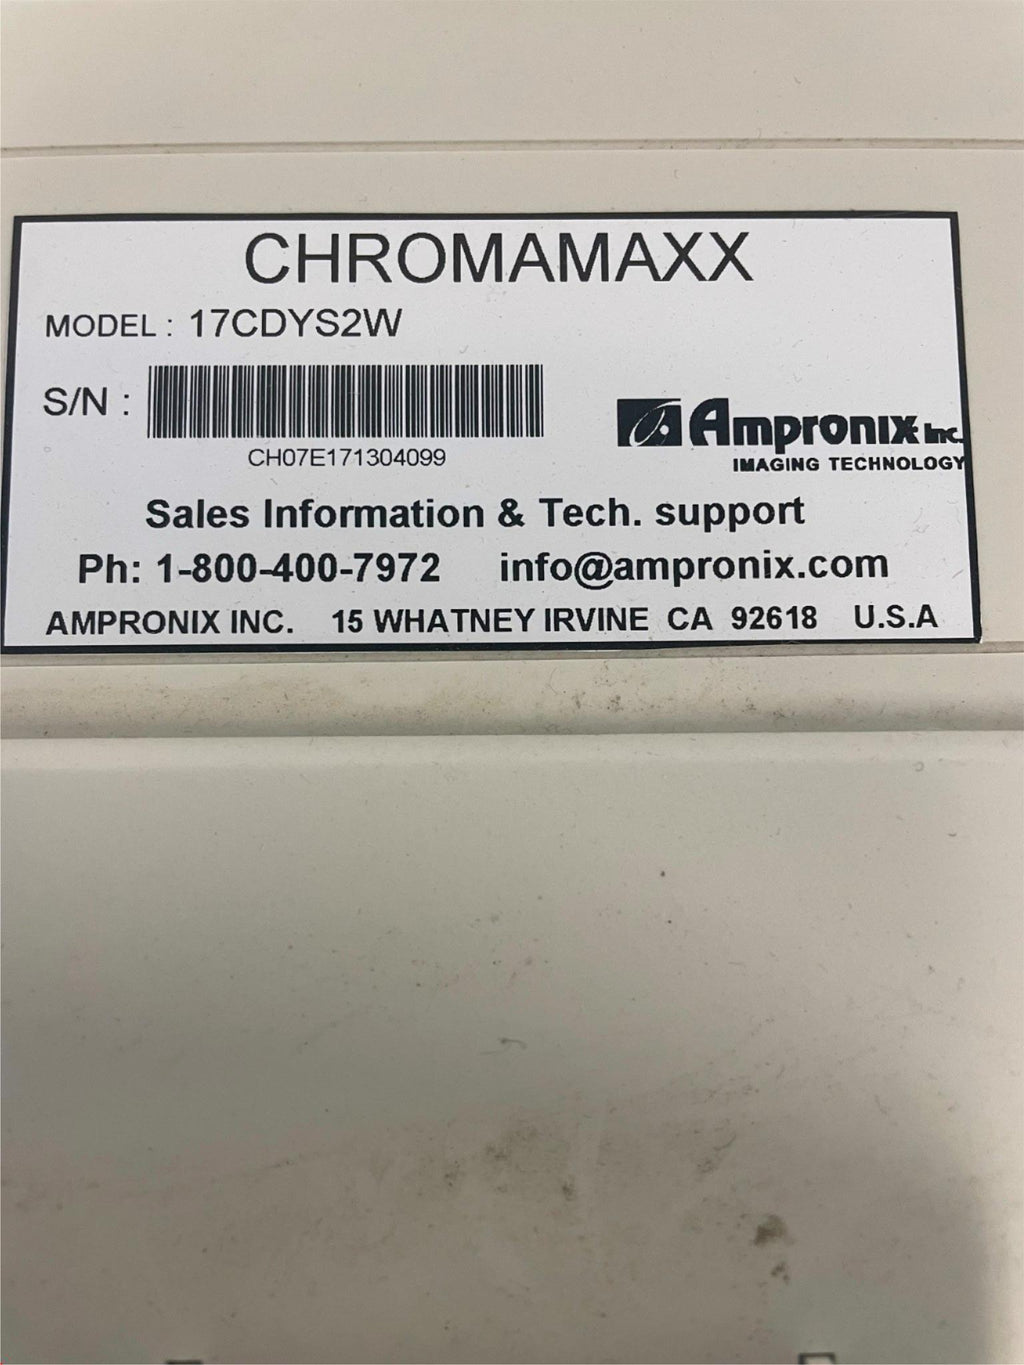 CHROMAMAXX
MODEL : 17CDYS2W
S/N :
CH07E171304099
Ampronix Inc.
IMAGING TECHNOLOGY
Sales Information & Tech. support
Ph: 1-800-400-7972 info@ampronix.com
AMPRONIX INC. 15 WHATNEY IRVINE CA 92618 U.S.A